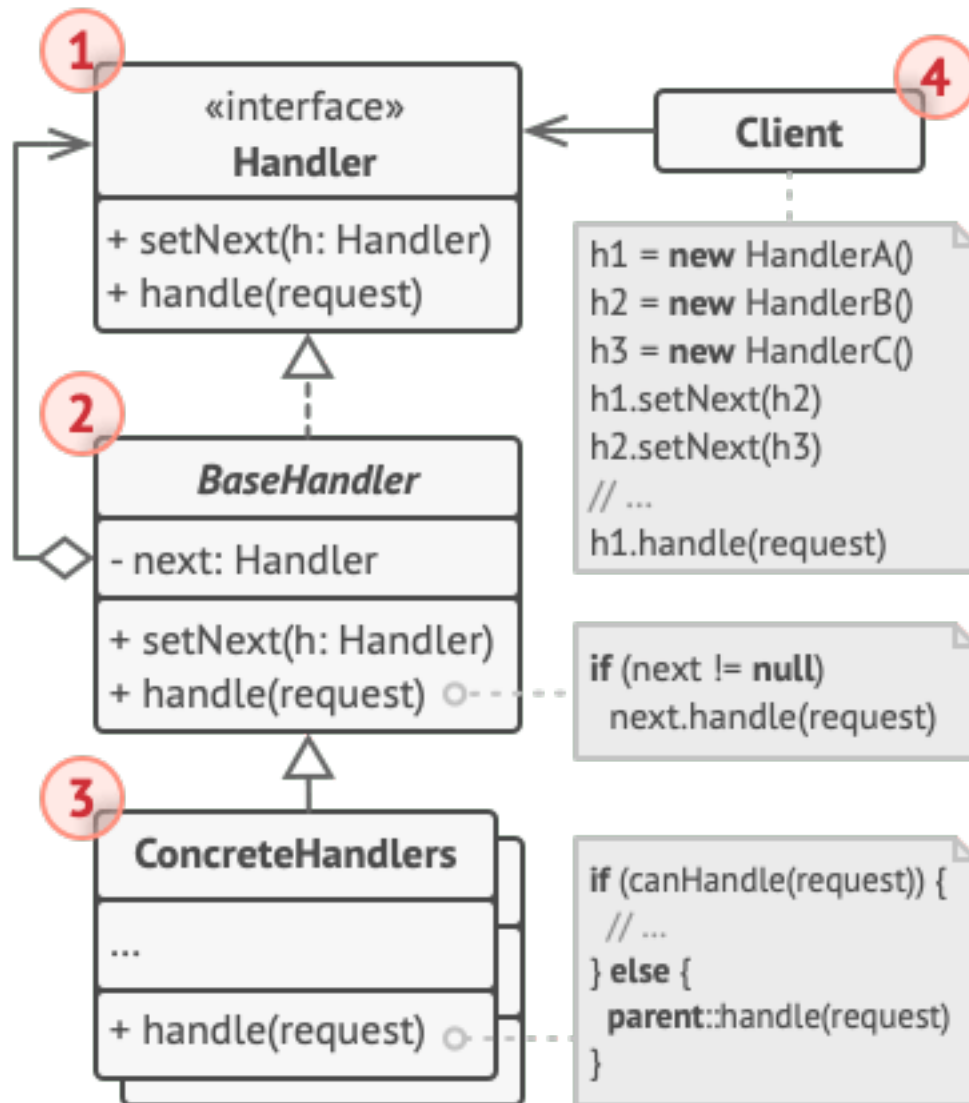 1
«interface»
Handler
+ setNext(h: Handler)
+ handle(request)
4
Client
h1 = new HandlerA()
h2 = new HandlerB()
h3 = new HandlerC()
h1.setNext(h2)
h2.setNext(h3)
// ...
h1.handle(request)
2
BaseHandler
- next: Handler
+ setNext(h: Handler)
+ handle(request)
if (next != null)
next.handle(request)
3
ConcreteHandlers
...
+ handle(request)
if (canHandle(request)) {
// ...
} else {
parent::handle(request)
}